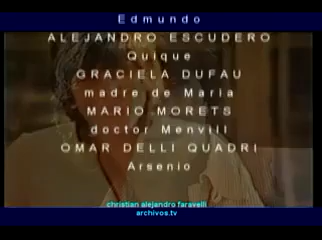 Edmundo
ALEJANDRO ESCUDERO
Quique
GRACIELA DUFAU
madre de Maria
MARIO MORETS
doctor Menvill
OMAR DELLI QUADRI
Arsenio
christian alejandro faravelli
archivos.tv